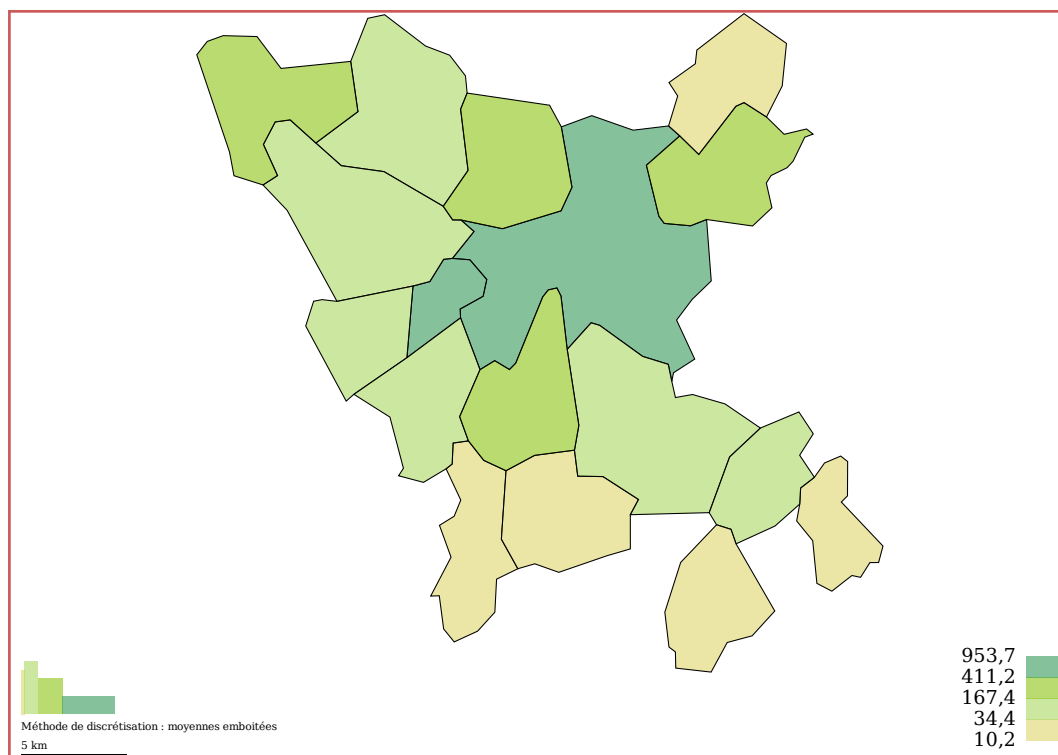 953,7
411,2
167,4
34,4
10,2
Méthode de discrétisation : moyennes emboitées
5 km